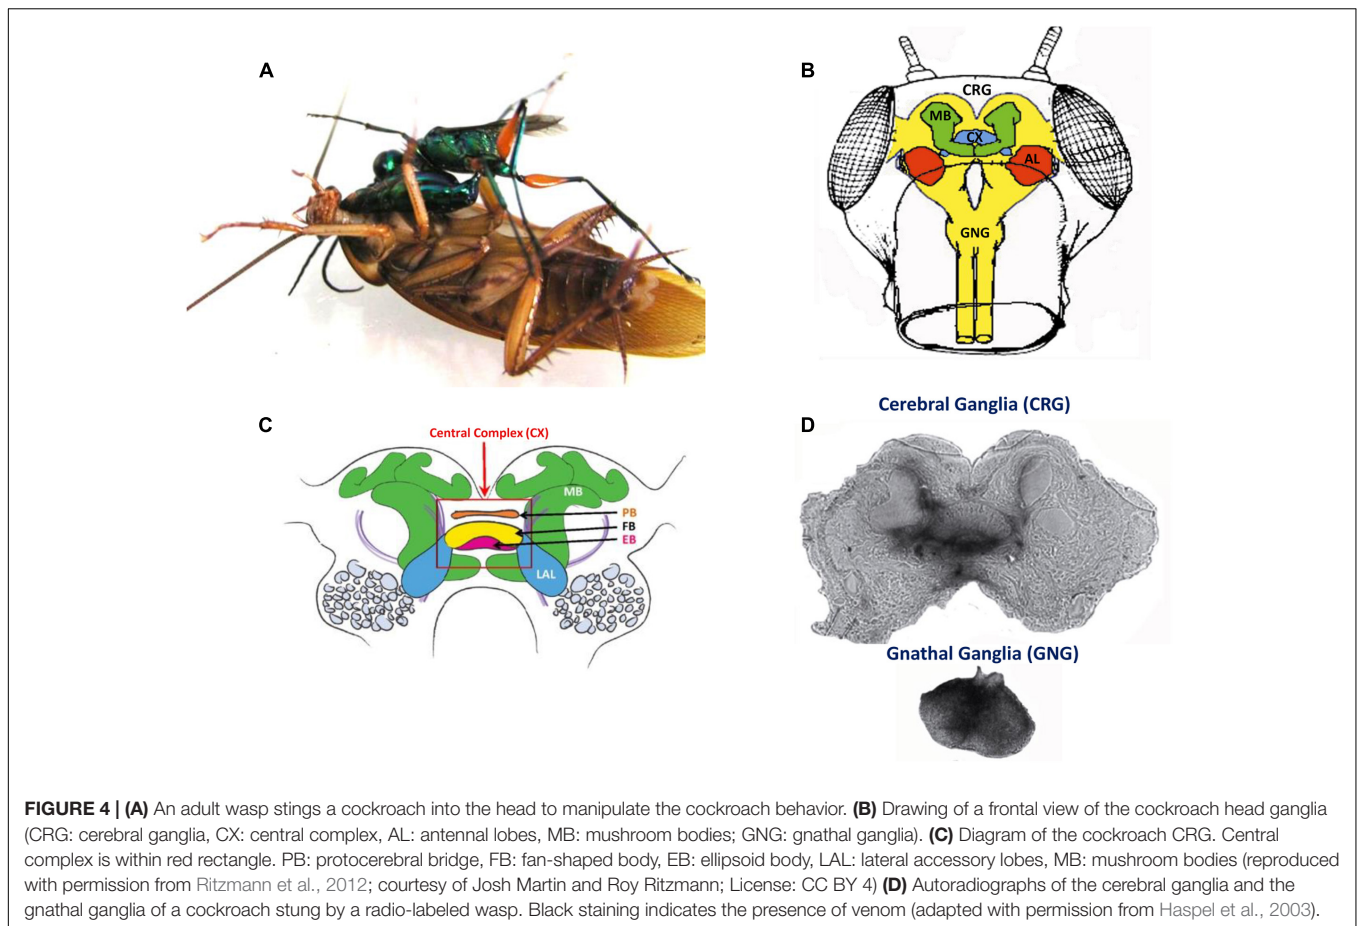 A
B
CRG
MB
CX
AL
GNG
C
Central Complex (CX)
MB
PB
FB
EB
LAL
Cerebral Ganglia (CRG)
D
Gnathal Ganglia (GNG)
FIGURE 4 | (A) An adult wasp stings a cockroach into the head to manipulate the cockroach behavior. (B) Drawing of a frontal view of the cockroach head ganglia
(CRG: cerebral ganglia, CX: central complex, AL: antennal lobes, MB: mushroom bodies; GNG: gnathal ganglia). (C) Diagram of the cockroach CRG. Central
complex is within red rectangle. PB: protocerebral bridge, FB: fan-shaped body, EB: ellipsoid body, LAL: lateral accessory lobes, MB: mushroom bodies (reproduced
with permission from Ritzmann et al., 2012; courtesy of Josh Martin and Roy Ritzmann; License: CC BY 4) (D) Autoradiographs of the cerebral ganglia and the
gnathal ganglia of a cockroach stung by a radio-labeled wasp. Black staining indicates the presence of venom (adapted with permission from Haspel et al., 2003).